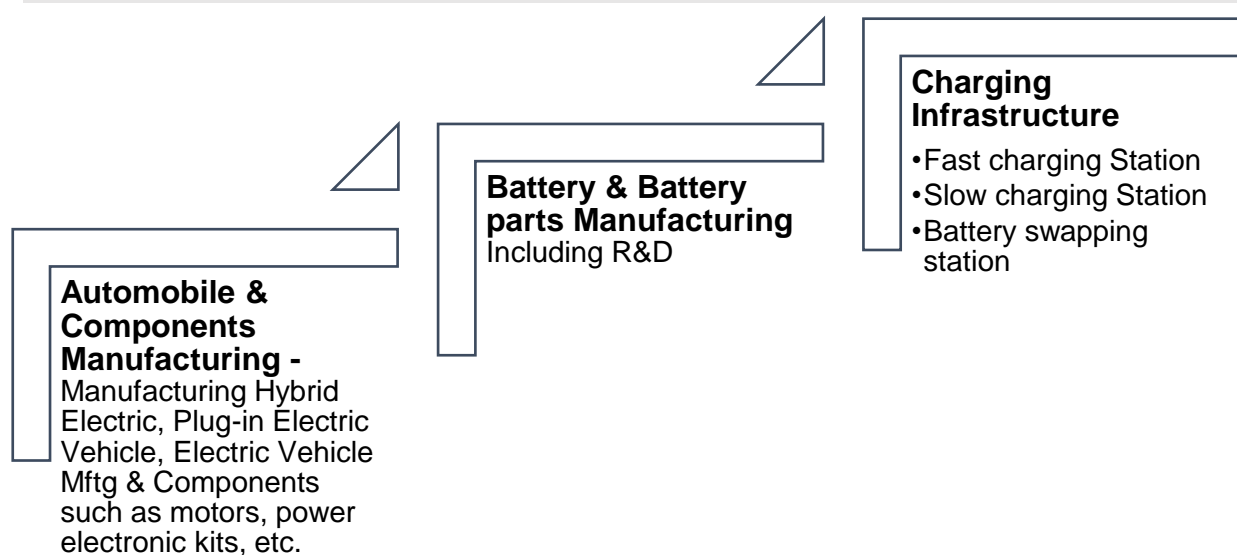 Automobile &
Components
Manufacturing -
Manufacturing Hybrid
Electric, Plug-in Electric
Vehicle, Electric Vehicle
Mftg & Components
such as motors, power
electronic kits, etc.
Battery & Battery
parts Manufacturing
Including R&D
Charging
Infrastructure
•Fast charging Station
•Slow charging Station
•Battery swapping
station